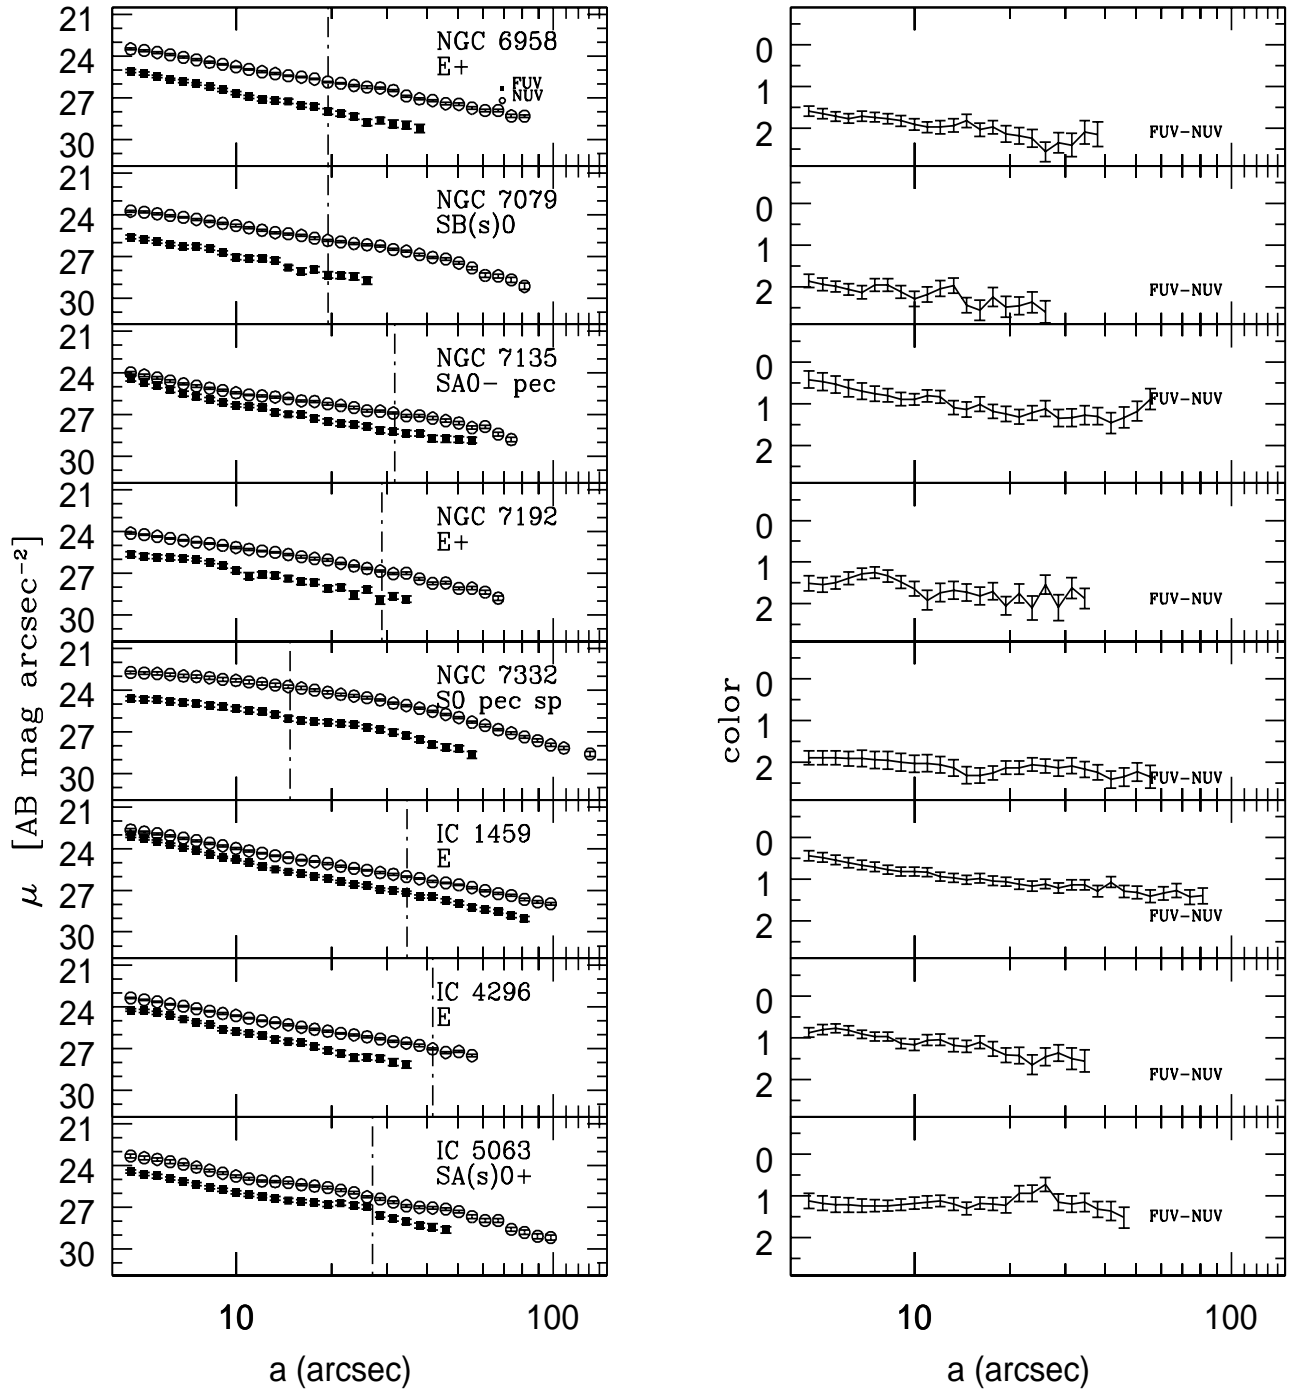 21
24
27
30
NGC 6958
E+
FUV
NUV
0
1
2
FUV-NUV
21
24
27
30
NGC 7079
SB(s)0
0
1
2
FUV-NUV
21
24
27
30
NGC 7135
SA0- pec
0
1
2
FUV-NUV
21
24
27
30
NGC 7192
E+
0
1
2
FUV-NUV
21
24
27
30
NGC 7332
S0 pec sp
0
1
2
FUV-NUV
21
24
27
30
IC 1459
E
0
1
2
FUV-NUV
21
24
27
30
IC 4296
E
0
1
2
FUV-NUV
21
24
27
30
IC 5063
SA(s)0+
0
1
2
FUV-NUV
μ [AB mag arcsec⁻²]
color
10 100
a (arcsec)
10 100
a (arcsec)